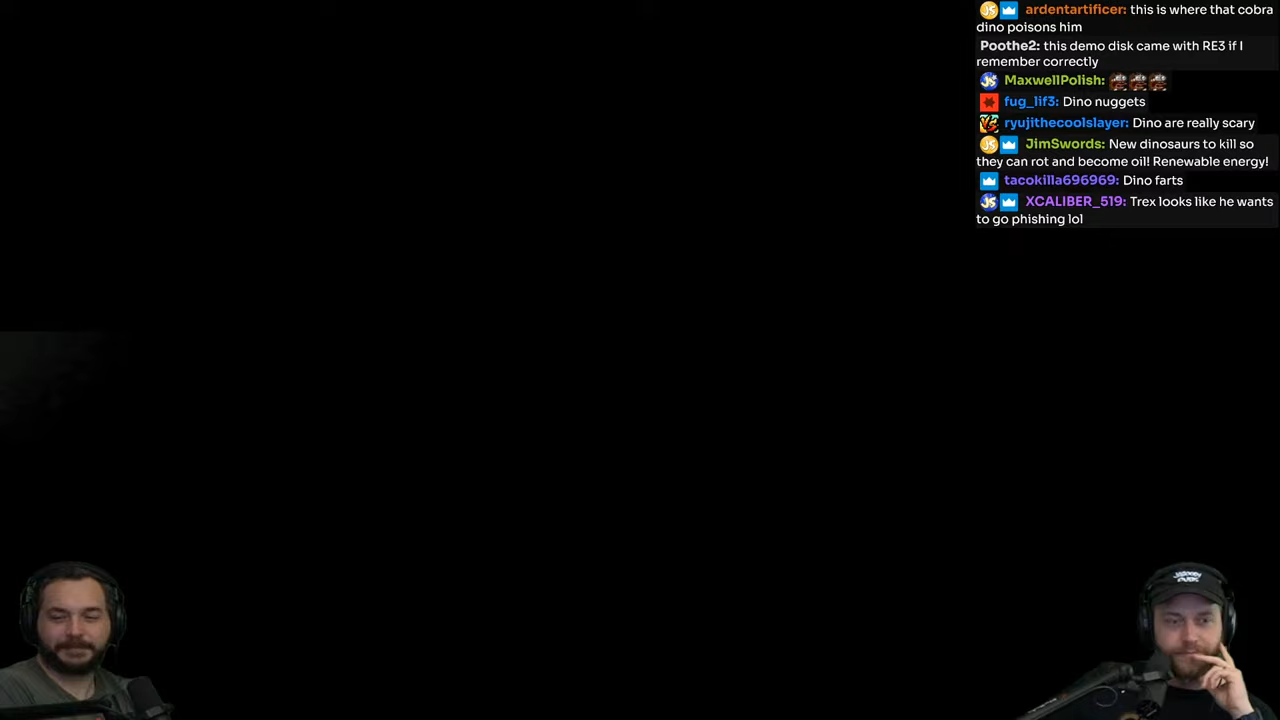 ardentartificer: this is where that cobra
dino poisons him
Poothe2: this demo disk came with RE3 if I
remember correctly
MaxwellPolish:
fug_lif3: Dino nuggets
ryujithecoolslayer: Dino are really scary
JimSwords: New dinosaurs to kill so
they can rot and become oil! Renewable energy!
tacokilla696969: Dino farts
XCALIBER_519: Trex looks like he wants
to go phishing lol